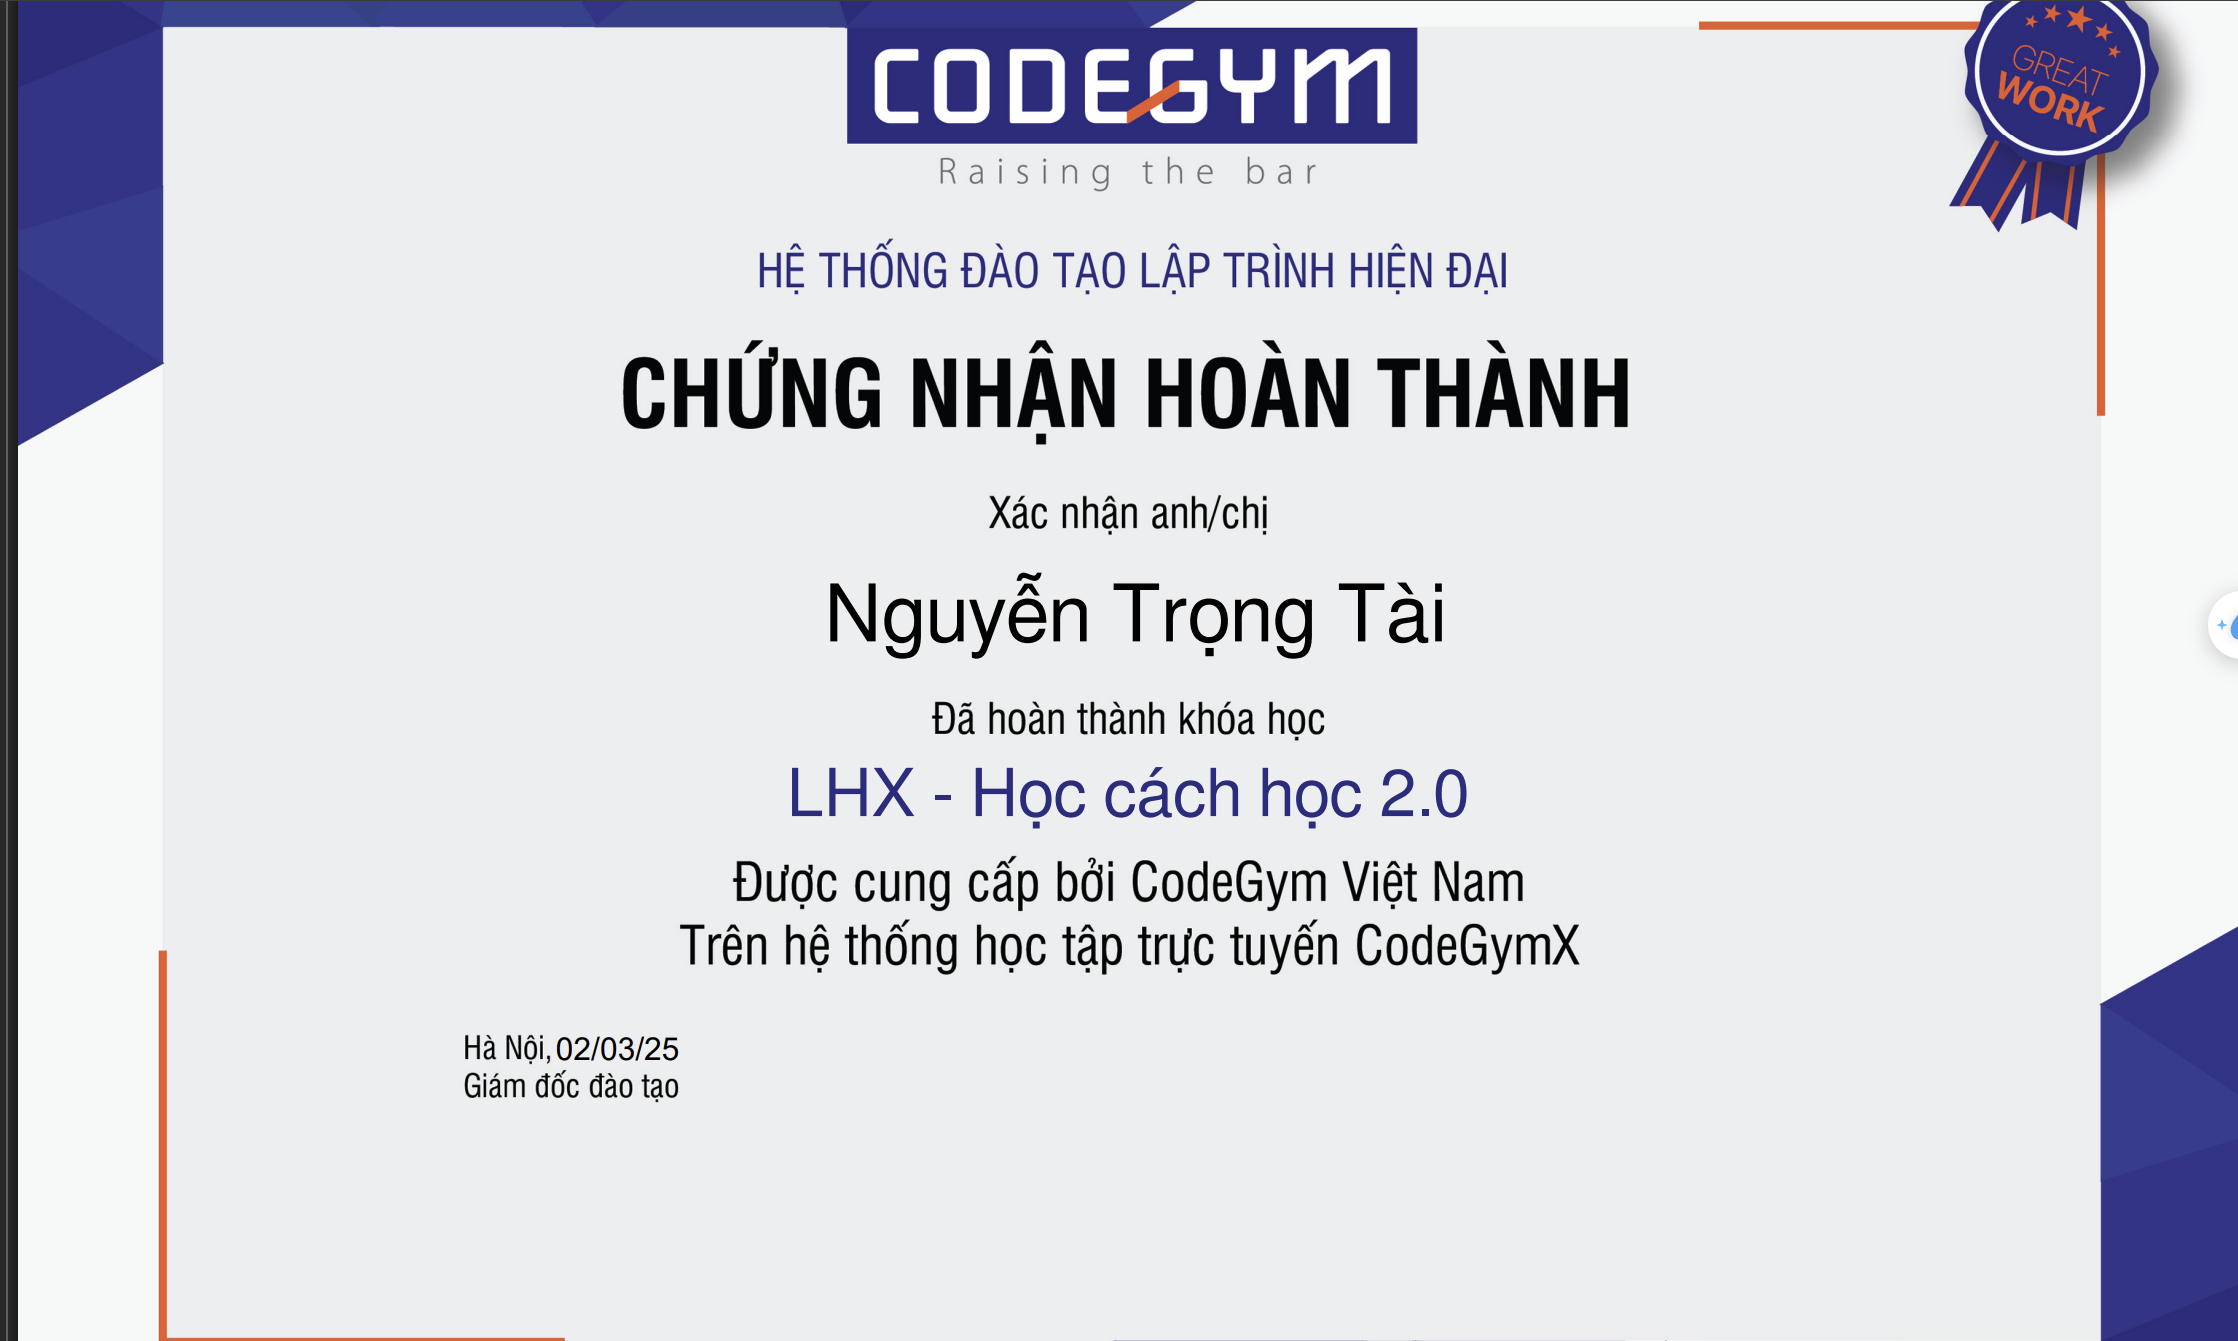 CODEGYM
Raising the bar
GREAT
WORK
HỆ THỐNG ĐÀO TẠO LẬP TRÌNH HIỆN ĐẠI
CHỨNG NHẬN HOÀN THÀNH
Xác nhận anh/chị
Nguyễn Trọng Tài
Đã hoàn thành khóa học
LHX - Học cách học 2.0
Được cung cấp bởi CodeGym Việt Nam
Trên hệ thống học tập trực tuyến CodeGymX
Hà Nội, 02/03/25
Giám đốc đào tạo